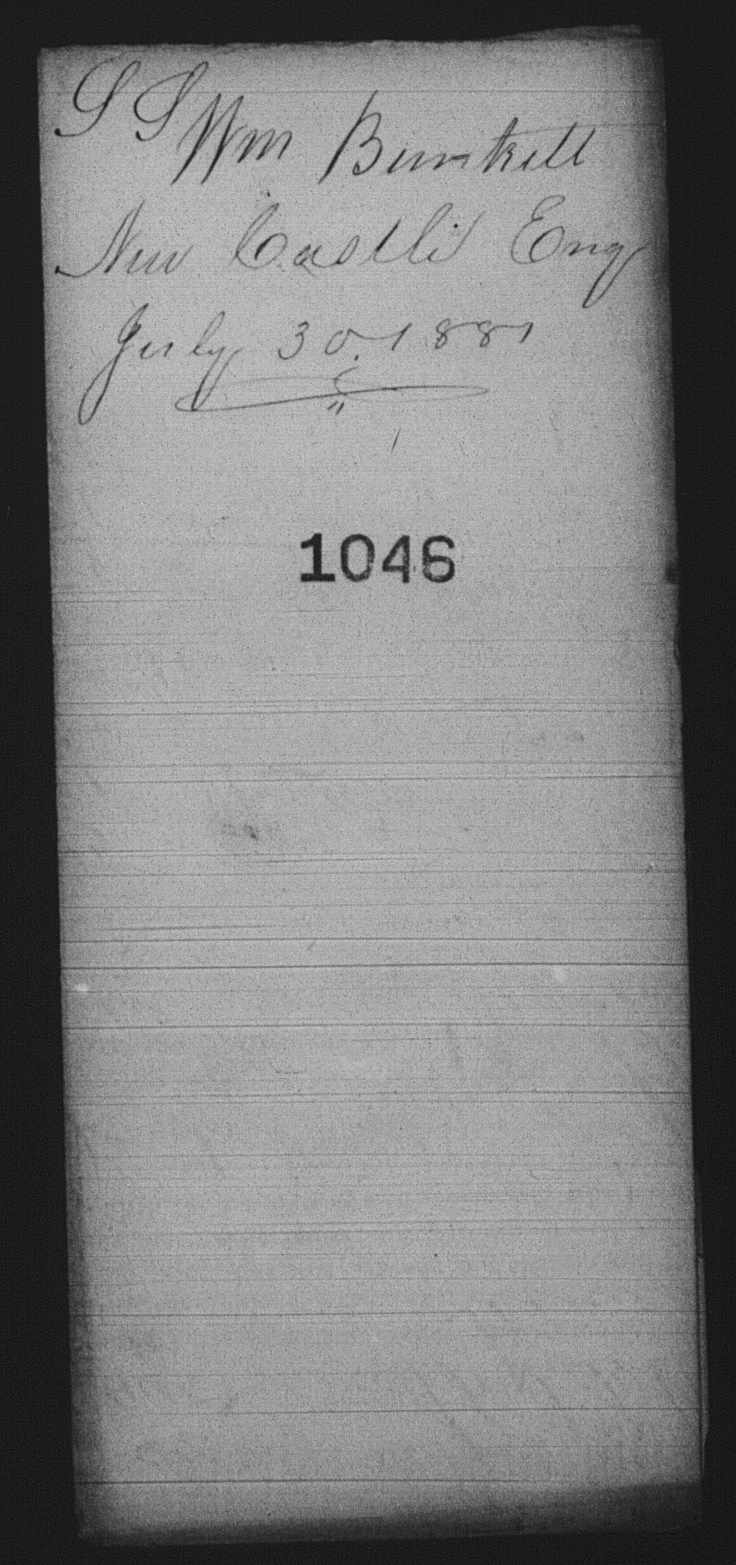 S S Wm Burkitt
New Castle Eng
July 30. 1881
1046